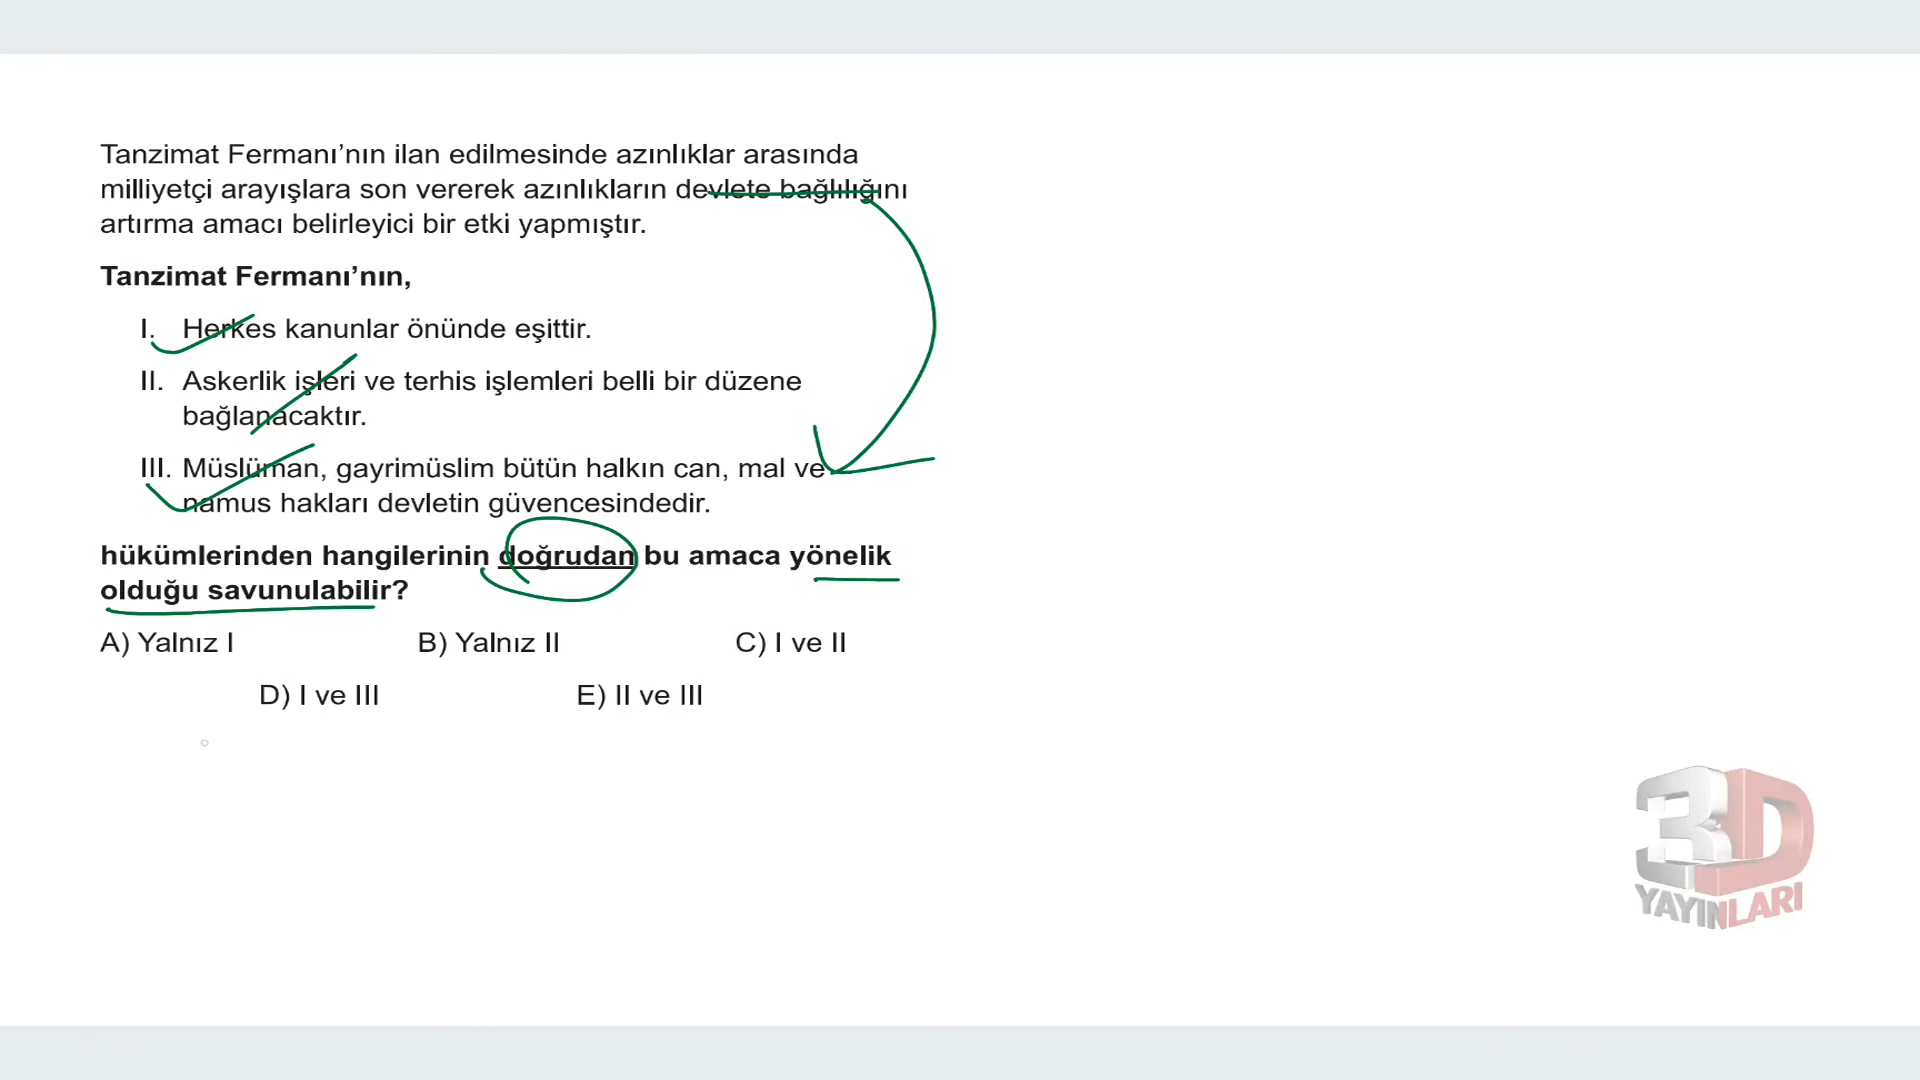 Tanzimat Fermanı’nın ilan edilmesinde azınlıklar arasında
milliyetçi arayışlara son vererek azınlıkların devlete bağlılığını
artırma amacı belirleyici bir etki yapmıştır.
Tanzimat Fermanı’nın,
I. Herkes kanunlar önünde eşittir.
II. Askerlik işleri ve terhis işlemleri belli bir düzene
bağlanacaktır.
III. Müslüman, gayrimüslim bütün halkın can, mal ve
namus hakları devletin güvencesindedir.
hükümlerinden hangilerinin doğrudan bu amaca yönelik
olduğu savunulabilir?
A) Yalnız I B) Yalnız II C) I ve II
D) I ve III E) II ve III
3D
YAYINLARI